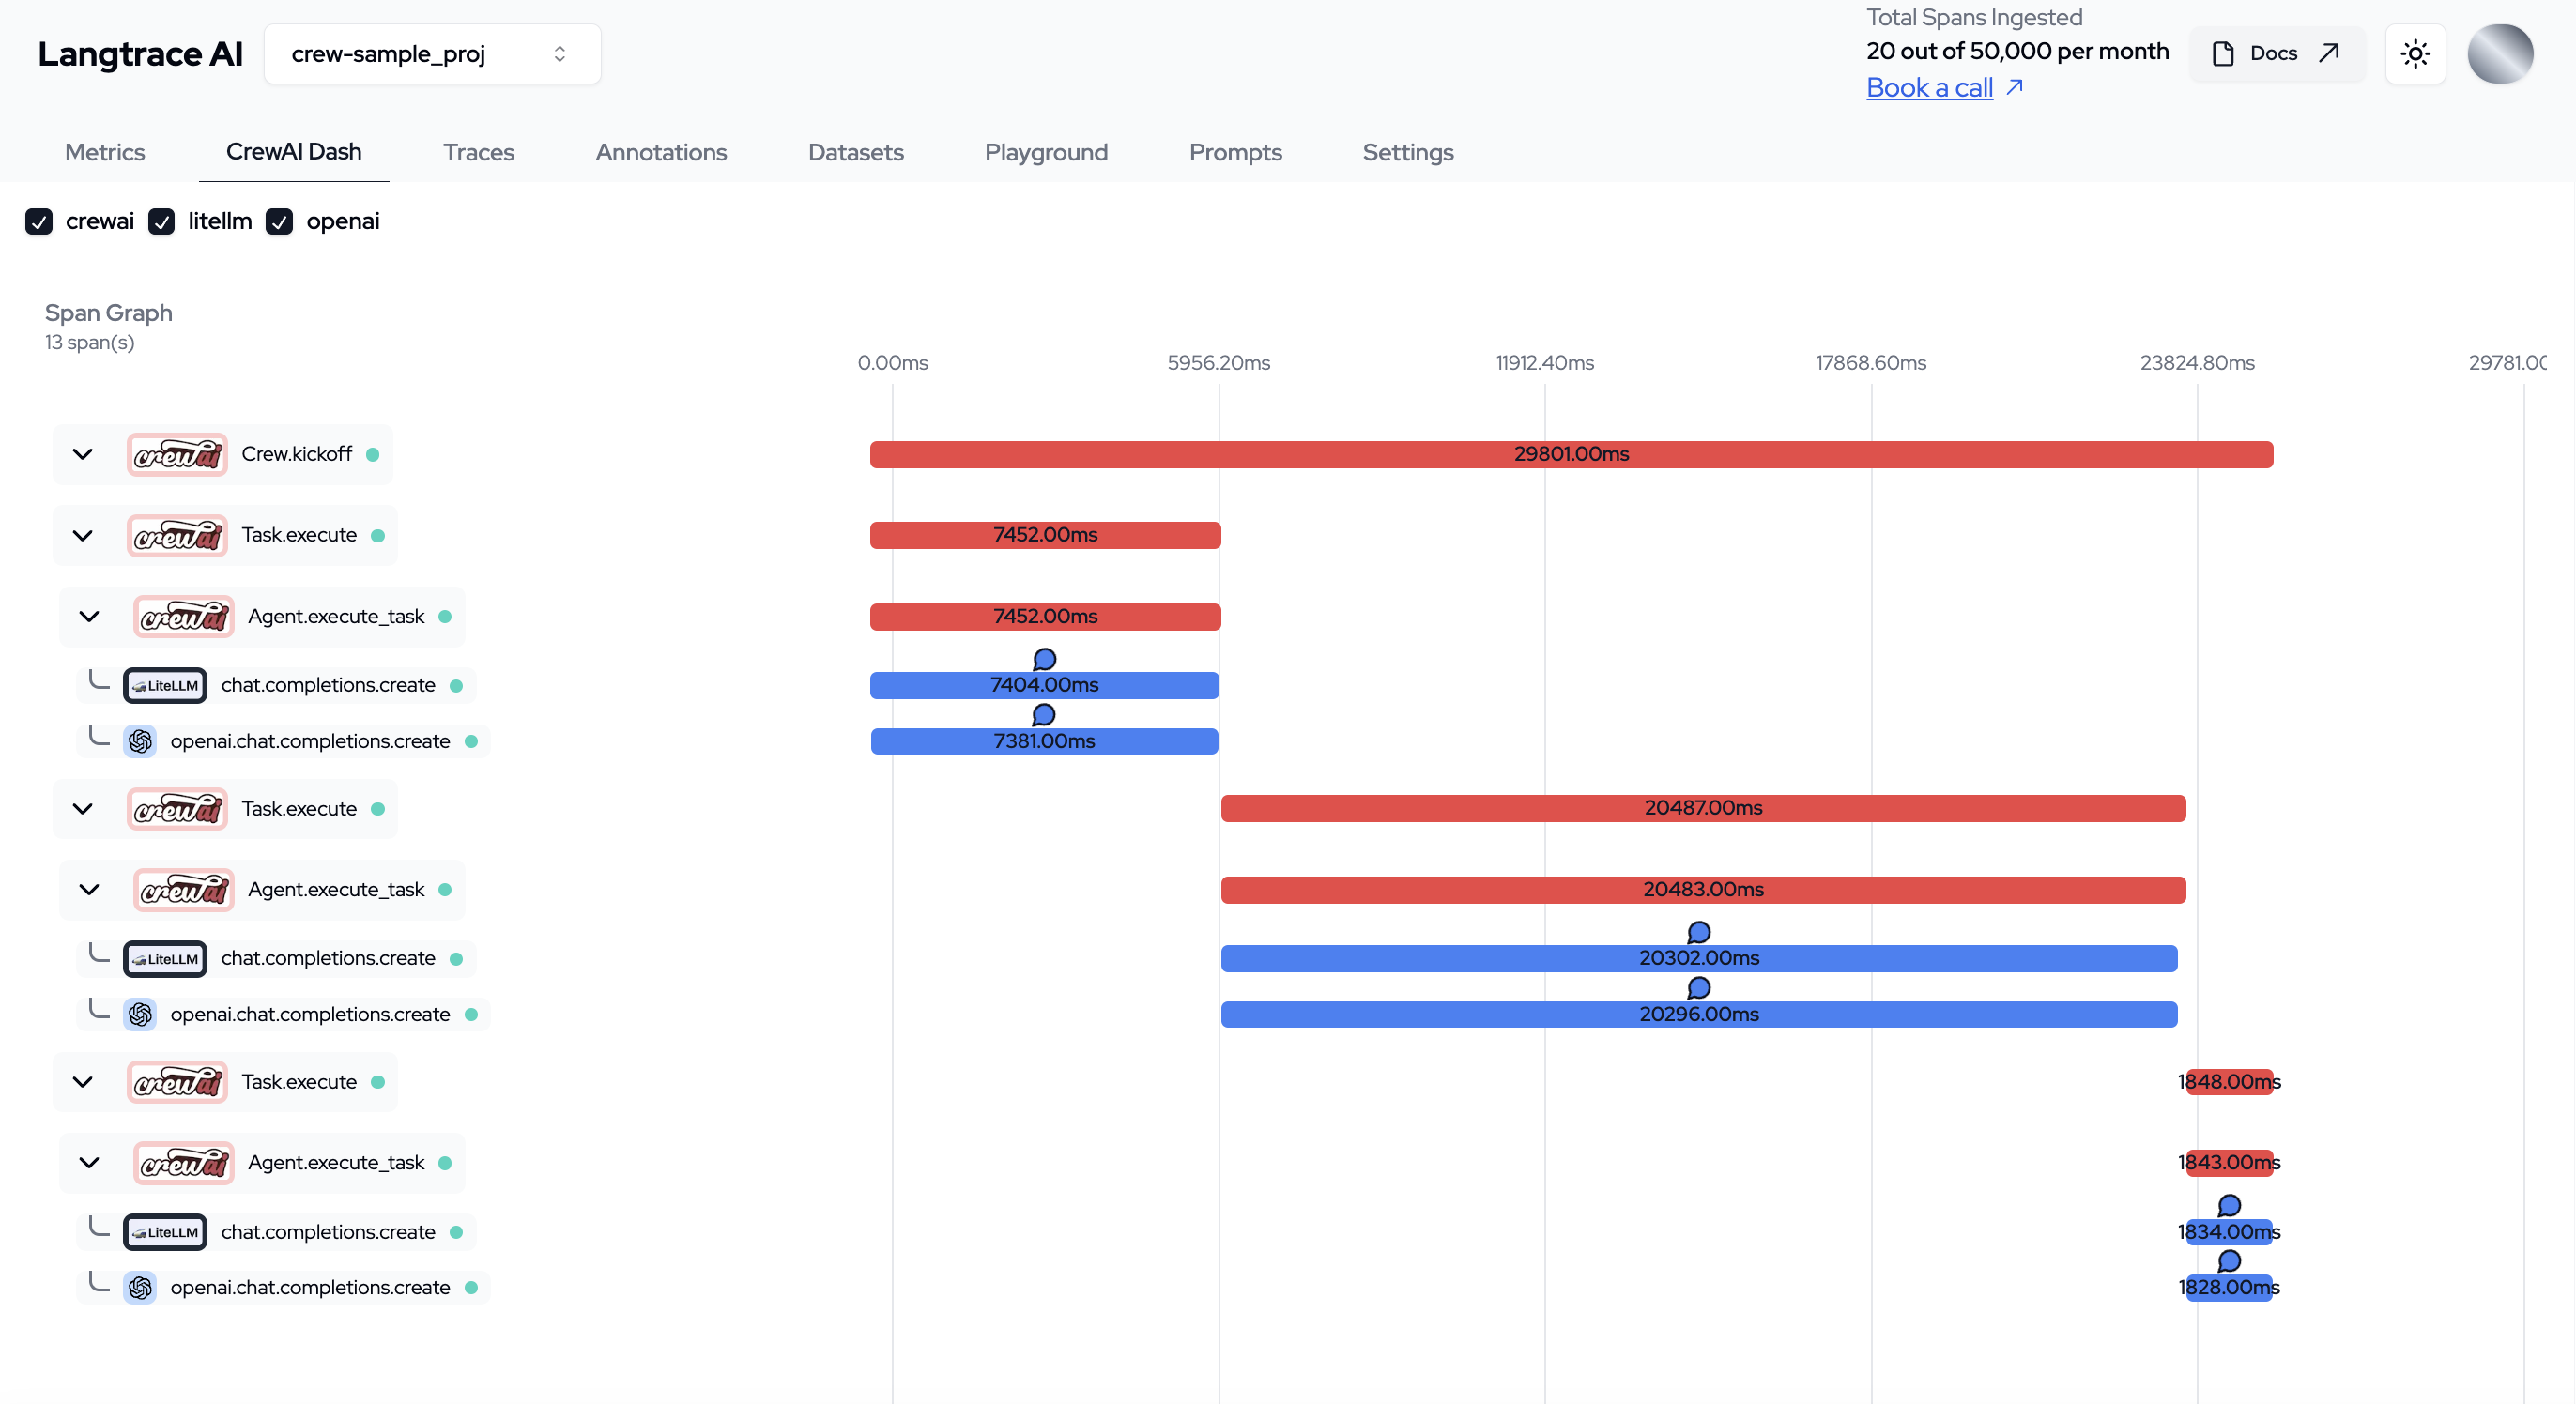 Langtrace AI
crew-sample_proj
Total Spans Ingested
20 out of 50,000 per month
Book a call
Docs
Metrics
CrewAI Dash
Traces
Annotations
Datasets
Playground
Prompts
Settings
crewai
litellm
openai
Span Graph
13 span(s)
0.00ms
5956.20ms
11912.40ms
17868.60ms
23824.80ms
29781.00
crewai Crew.kickoff
29801.00ms
crewai Task.execute
7452.00ms
crewai Agent.execute_task
7452.00ms
LiteLLM chat.completions.create
7404.00ms
openai.chat.completions.create
7381.00ms
crewai Task.execute
20487.00ms
crewai Agent.execute_task
20483.00ms
LiteLLM chat.completions.create
20302.00ms
openai.chat.completions.create
20296.00ms
crewai Task.execute
1848.00ms
crewai Agent.execute_task
1843.00ms
LiteLLM chat.completions.create
1834.00ms
openai.chat.completions.create
1828.00ms